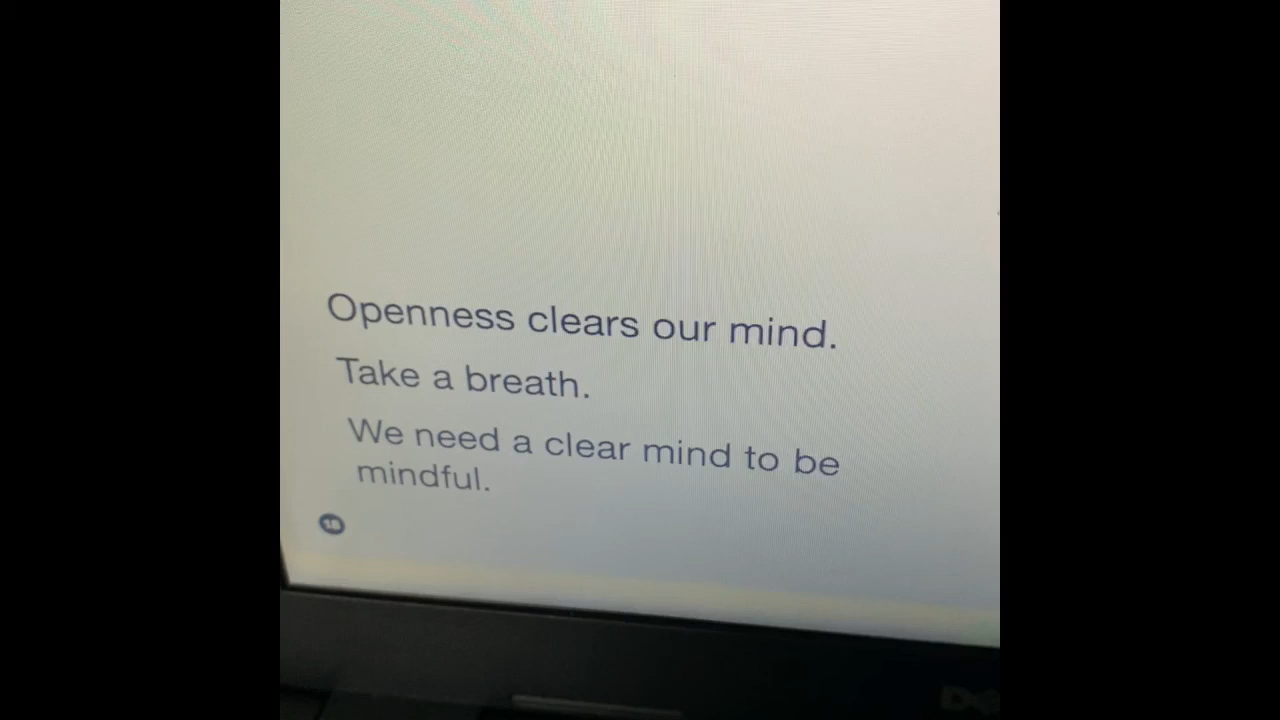 Openness clears our mind.
Take a breath.
We need a clear mind to be
mindful.